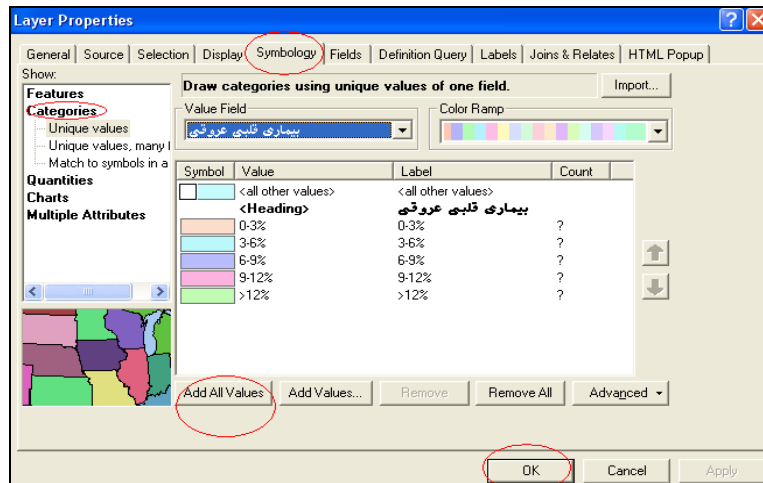 Layer Properties
General Source Selection Display Symbology Fields Definition Query Labels Joins & Relates HTML Popup
Show:
Features
Categories
Unique values
Unique values, many
Match to symbols in a
Quantities
Charts
Multiple Attributes
Draw categories using unique values of one field.
Import...
Value Field
بیماری قلبی عروقی
Color Ramp
Symbol Value Label Count
<all other values> <all other values>
<Heading> بیماری قلبی عروقی
0-3% 0-3% ?
3-6% 3-6% ?
6-9% 6-9% ?
9-12% 9-12% ?
>12% >12% ?
Add All Values Add Values... Remove Remove All Advanced
OK Cancel Apply